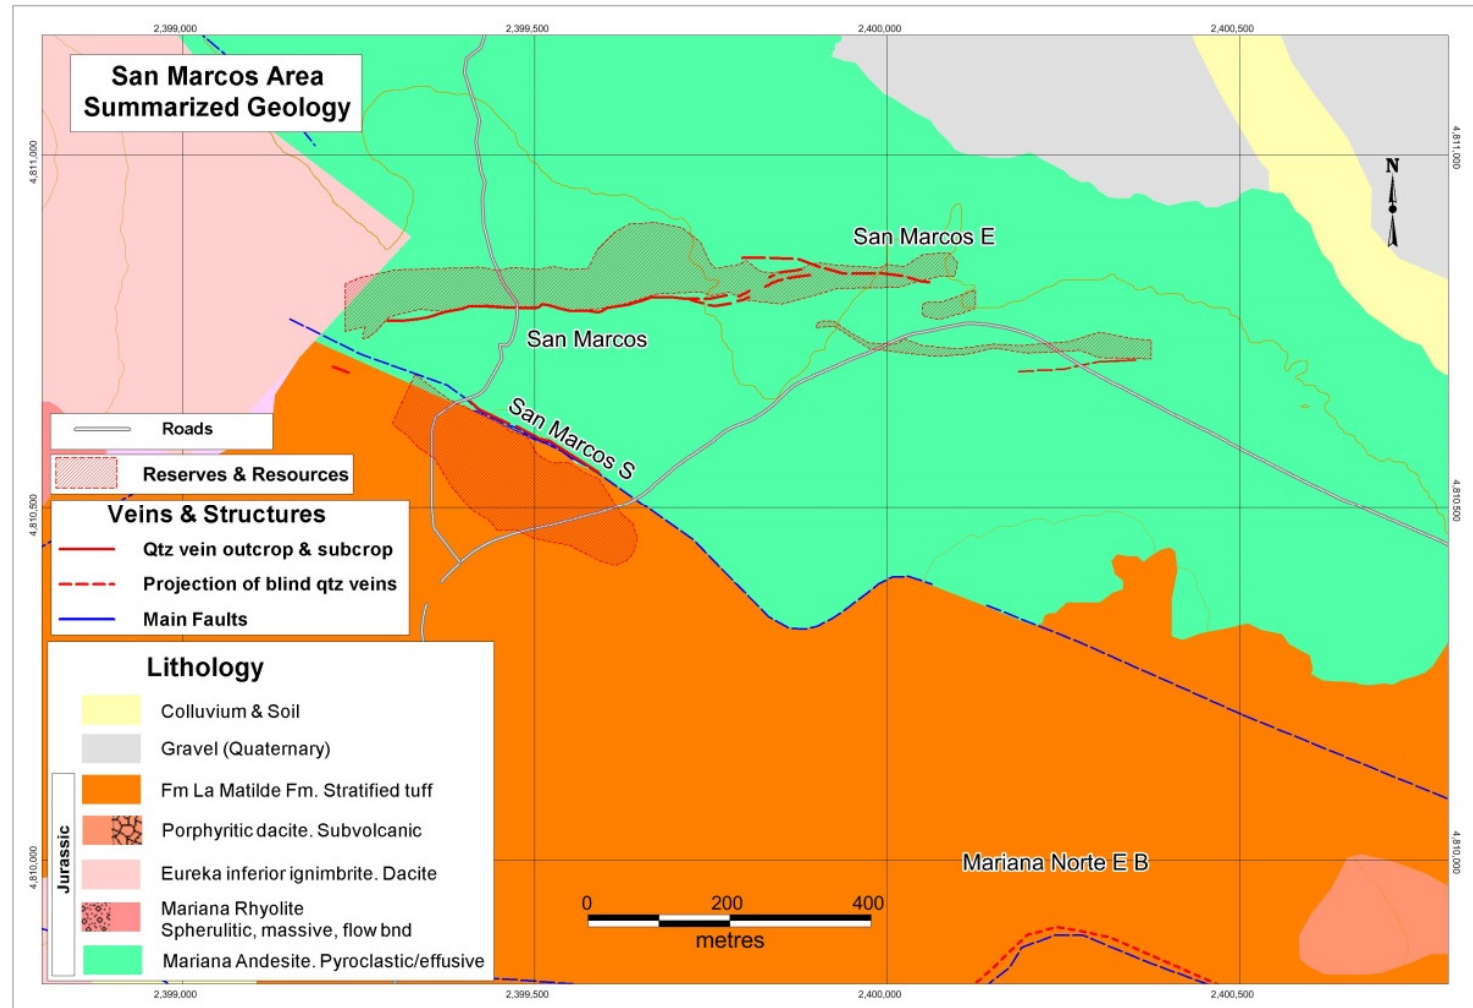 2,399,000
2,399,500
2,400,000
2,400,500
San Marcos Area
Summarized Geology
4,811,000
4,811,000
N
San Marcos E
San Marcos
San Marcos S
Roads
Reserves & Resources
4,810,500
4,810,500
Veins & Structures
Qtz vein outcrop & subcrop
Projection of blind qtz veins
Main Faults
Lithology
Colluvium & Soil
Gravel (Quaternary)
Fm La Matilde Fm. Stratified tuff
Porphyritic dacite. Subvolcanic
Eureka inferior ignimbrite. Dacite
Mariana Rhyolite
Spherulitic, massive, flow bnd
Mariana Andesite. Pyroclastic/effusive
Jurassic
4,810,000
4,810,000
Mariana Norte E B
0 200 400
metres
2,399,000
2,399,500
2,400,000
2,400,500